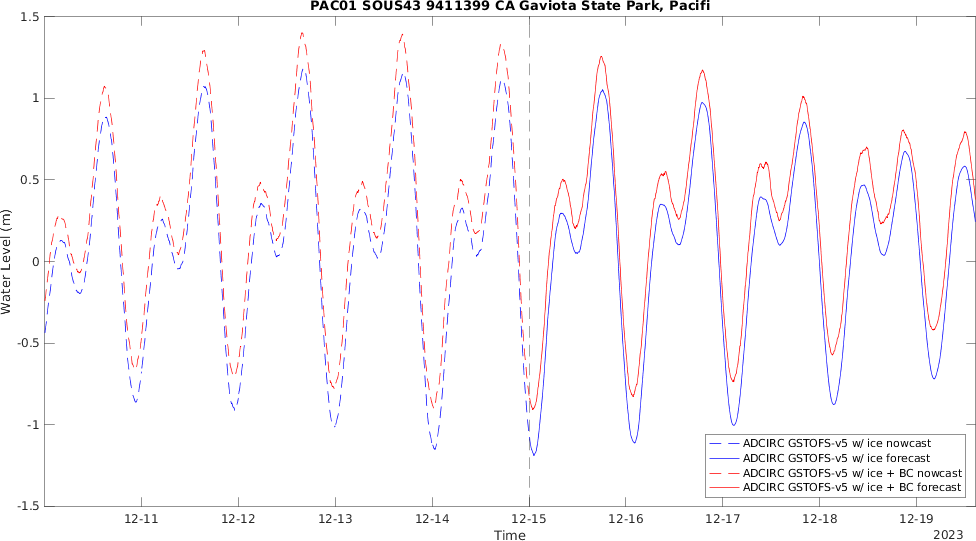 PAC01 SOUS43 9411399 CA Gaviota State Park, Pacifi
1.5
1
0.5
0
-0.5
-1
-1.5
Water Level (m)
12-11
12-12
12-13
12-14
12-15
12-16
12-17
12-18
12-19
Time
2023
ADCIRC GSTOFS-v5 w/ ice nowcast
ADCIRC GSTOFS-v5 w/ ice forecast
ADCIRC GSTOFS-v5 w/ ice + BC nowcast
ADCIRC GSTOFS-v5 w/ ice + BC forecast